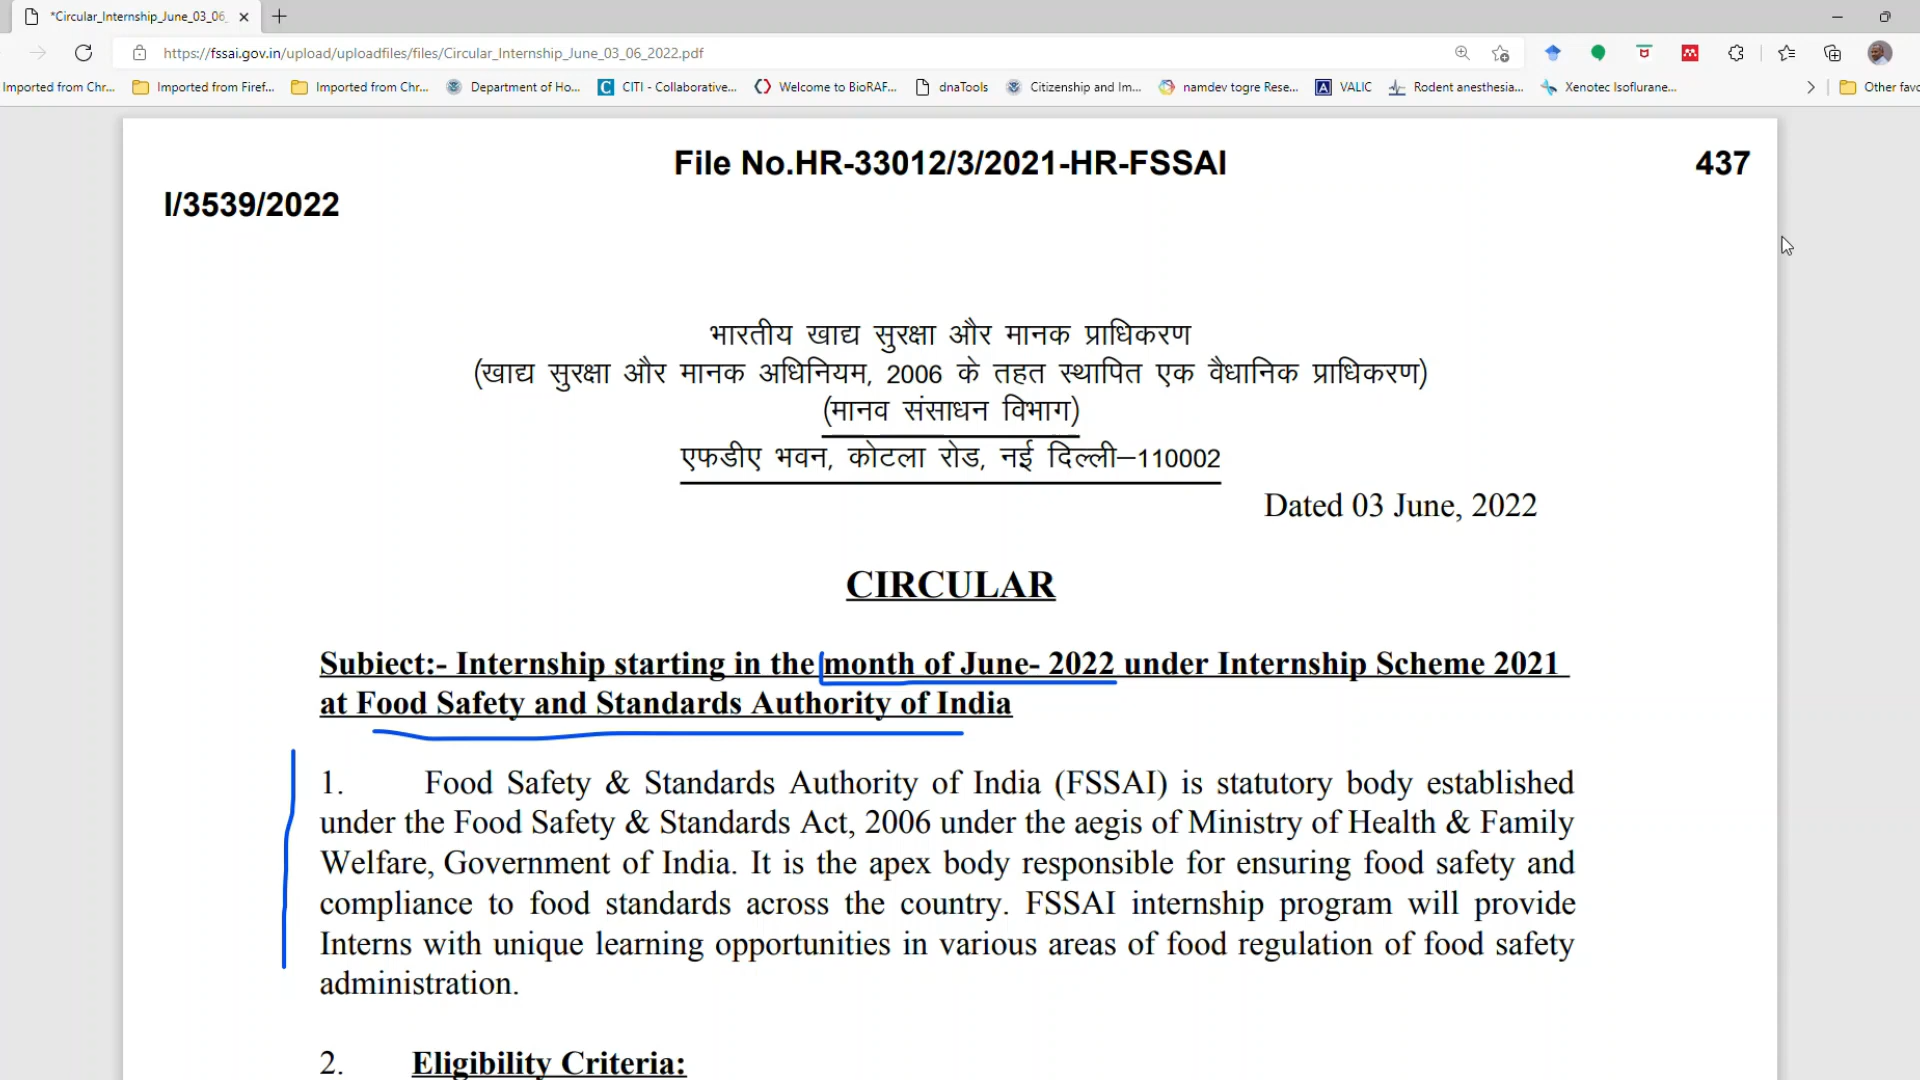 *Circular_Internship_June_03_06
https://fssai.gov.in/upload/uploadfiles/files/Circular_Internship_June_03_06_2022.pdf
Imported from Chr... Imported from Firef... Imported from Chr... Department of Ho... CITI - Collaborative... Welcome to BioRAF... dnaTools Citizenship and Im... namdev togre Rese... VALIC Rodent anesthesia... Xenotec Isoflurane... Other favo
File No.HR-33012/3/2021-HR-FSSAI 437
I/3539/2022
भारतीय खाद्य सुरक्षा और मानक प्राधिकरण
(खाद्य सुरक्षा और मानक अधिनियम, 2006 के तहत स्थापित एक वैधानिक प्राधिकरण)
(मानव संसाधन विभाग)
एफडीए भवन, कोटला रोड, नई दिल्ली–110002
Dated 03 June, 2022
CIRCULAR
Subject:- Internship starting in the month of June- 2022 under Internship Scheme 2021
at Food Safety and Standards Authority of India
1. Food Safety & Standards Authority of India (FSSAI) is statutory body established
under the Food Safety & Standards Act, 2006 under the aegis of Ministry of Health & Family
Welfare, Government of India. It is the apex body responsible for ensuring food safety and
compliance to food standards across the country. FSSAI internship program will provide
Interns with unique learning opportunities in various areas of food regulation of food safety
administration.
2. Eligibility Criteria: